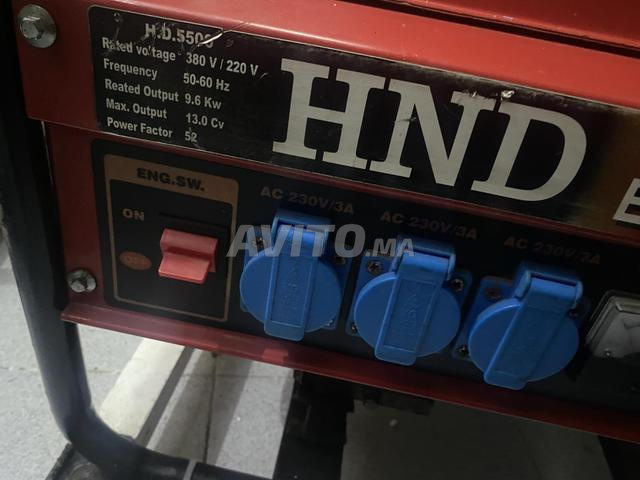 H.D.5500
Rated voltage 380 V / 220 V
Frequency 50-60 Hz
Reated Output 9.6 Kw
Max. Output 13.0 Cv
Power Factor 52
HND
ENG.SW.
ON
OFF
AC 230V/3A AC 230V/3A AC 230V/3A
AVITO.MA